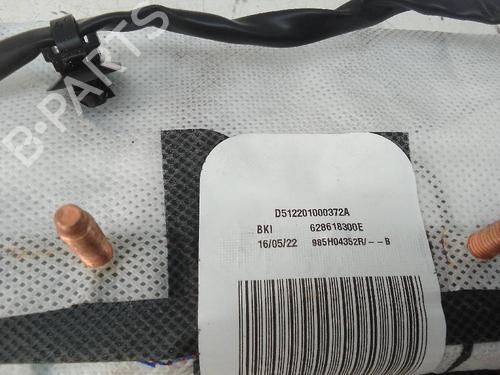 B-PARTS
D512201000372A
BKI 628618300E
16/05/22 985H04352R/--B